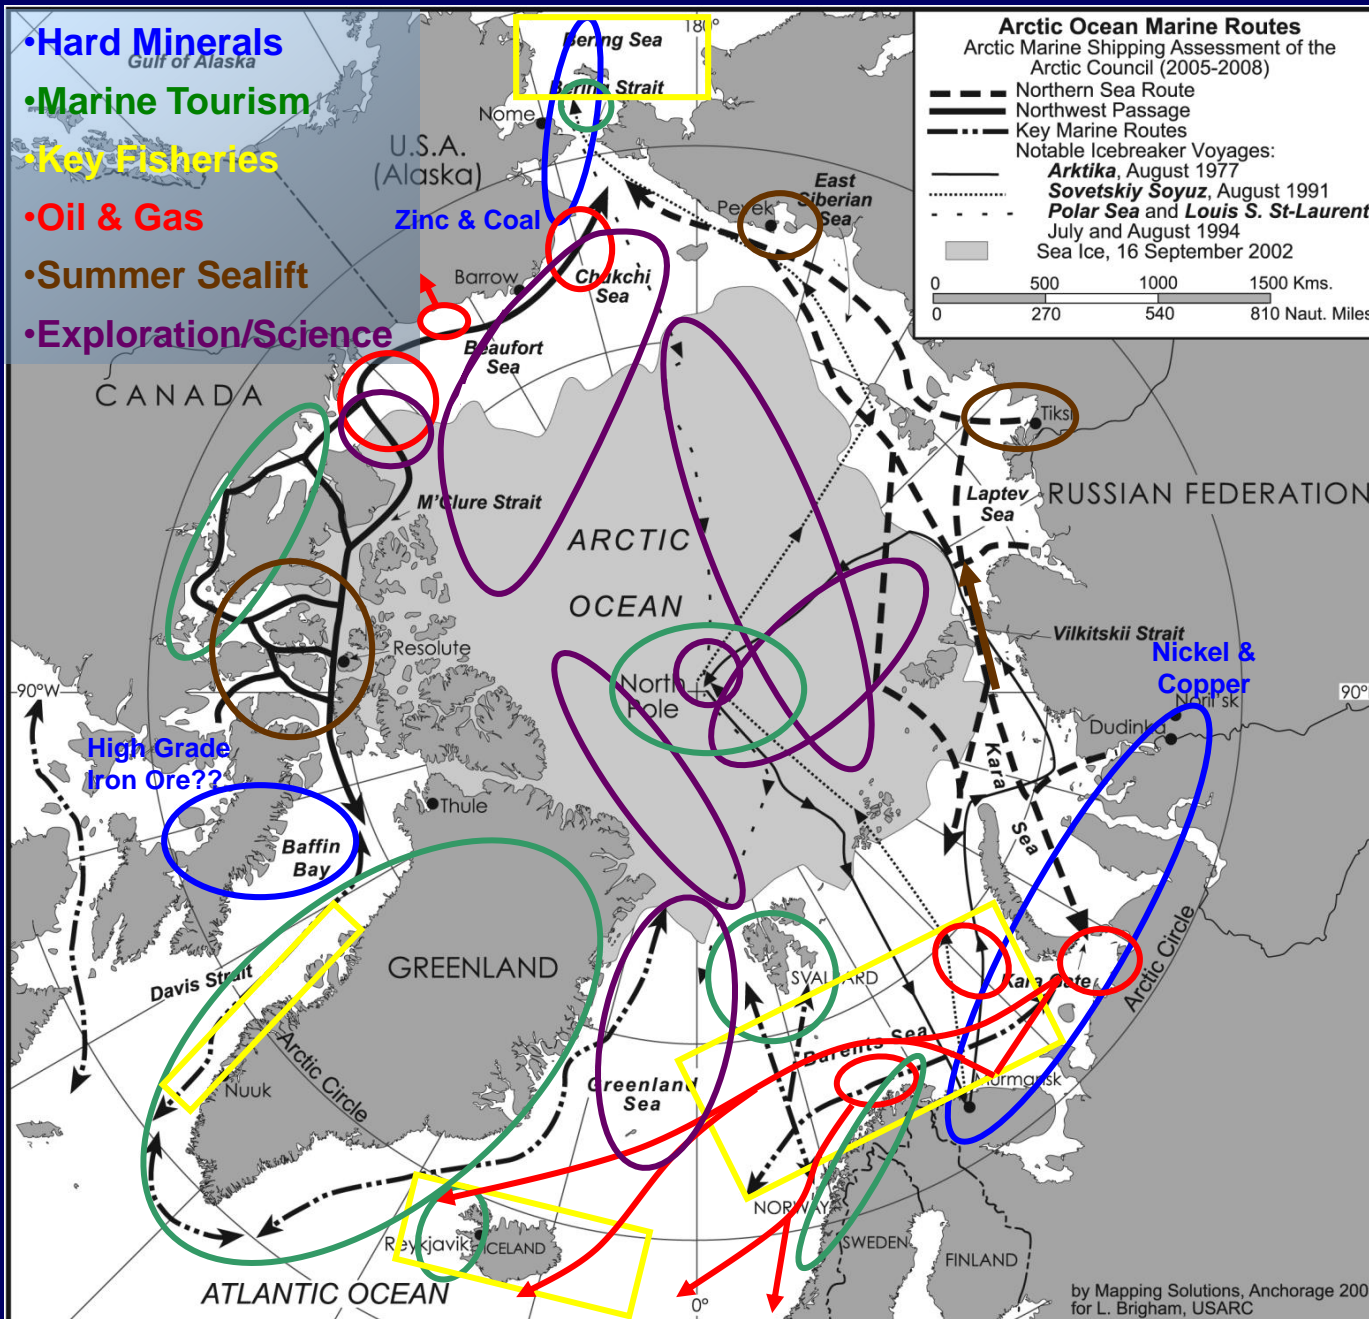 •Hard Minerals
Gulf of Alaska
•Marine Tourism
•Key Fisheries
•Oil & Gas
•Summer Sealift
•Exploration/Science
Arctic Ocean Marine Routes
Arctic Marine Shipping Assessment of the
Arctic Council (2005-2008)
Northern Sea Route
Northwest Passage
Key Marine Routes
Notable Icebreaker Voyages:
Arktika, August 1977
Sovetskiy Soyuz, August 1991
Polar Sea and Louis S. St-Laurent
July and August 1994
Sea Ice, 16 September 2002
0 500 1000 1500 Kms.
0 270 540 810 Naut. Miles
180°
Bering Sea
Bering Strait
Nome
U.S.A.
(Alaska)
Zinc & Coal
East
Siberian
Sea
Pevek
Barrow
Chukchi
Sea
Beaufort
Sea
CANADA
Tiksi
M'Clure Strait
Laptev
Sea
RUSSIAN FEDERATION
ARCTIC
OCEAN
Vilkitskii Strait
Resolute
Nickel &
Copper
North
Pole
90°W
90°
Noril'sk
Dudinka
High Grade
Iron Ore??
Kara
Sea
Thule
Baffin
Bay
GREENLAND
Davis Strait
SVALBARD
Kara Gate
Arctic Circle
Barents Sea
Arctic Circle
Nuuk
Greenland
Sea
Murmansk
NORWAY
Reykjavik
ICELAND
SWEDEN
FINLAND
ATLANTIC OCEAN
0°
by Mapping Solutions, Anchorage 200
for L. Brigham, USARC